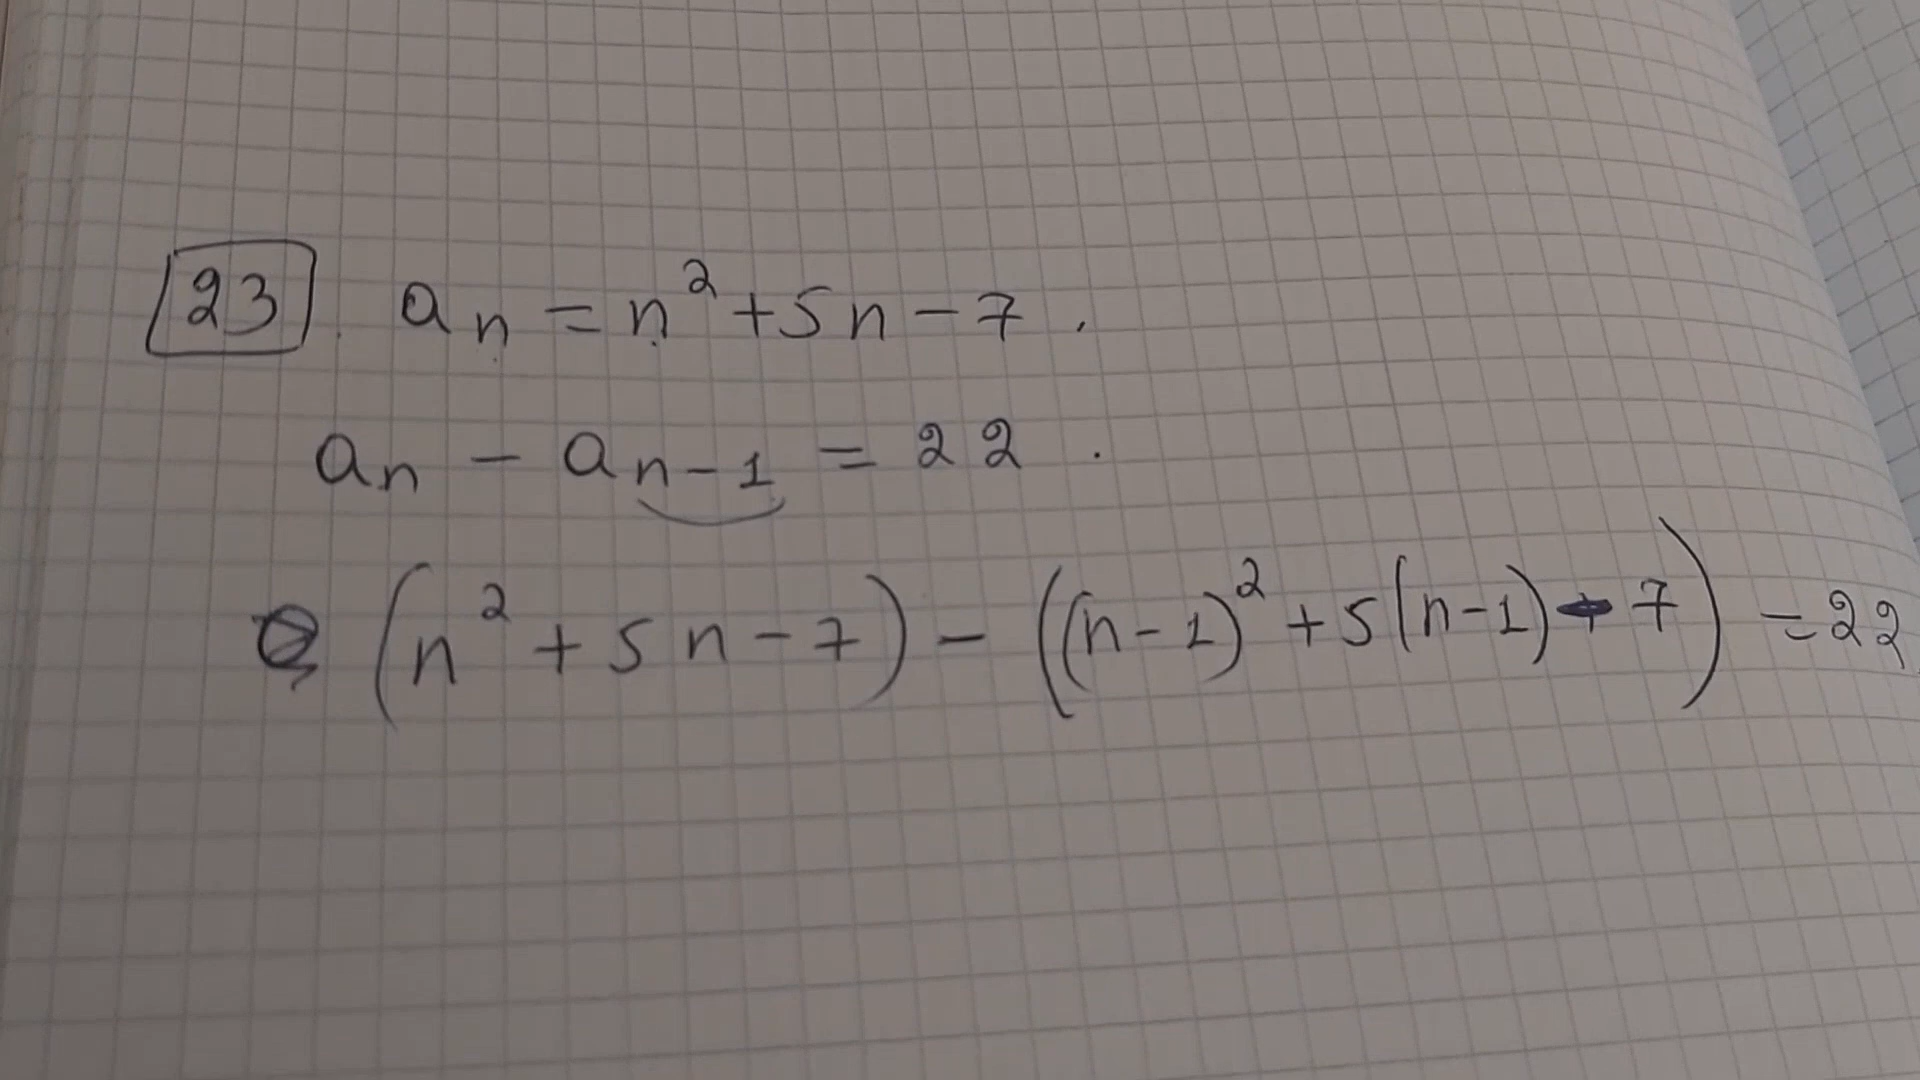 23. aₙ = n² + 5n - 7.
aₙ - aₙ₋₁ = 22.
(n² + 5n - 7) - ((n - 1)² + 5(n - 1) - 7) = 22